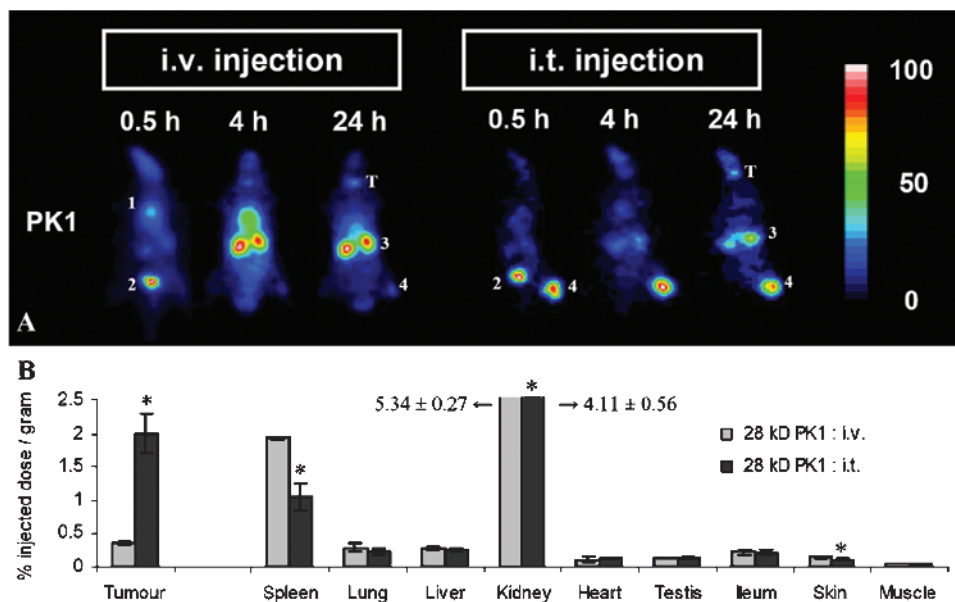 i.v. injection
i.t. injection
0.5 h 4 h 24 h 0.5 h 4 h 24 h
100
50
0
PK1
1
2
T
3
4
2
4
4
T
3
4
A
B
% injected dose / gram
2.5
2
1.5
1
0.5
0
*
*
5.34 ± 0.27 ← * → 4.11 ± 0.56
*
28 kD PK1 : i.v.
28 kD PK1 : i.t.
Tumour Spleen Lung Liver Kidney Heart Testis Ileum Skin Muscle